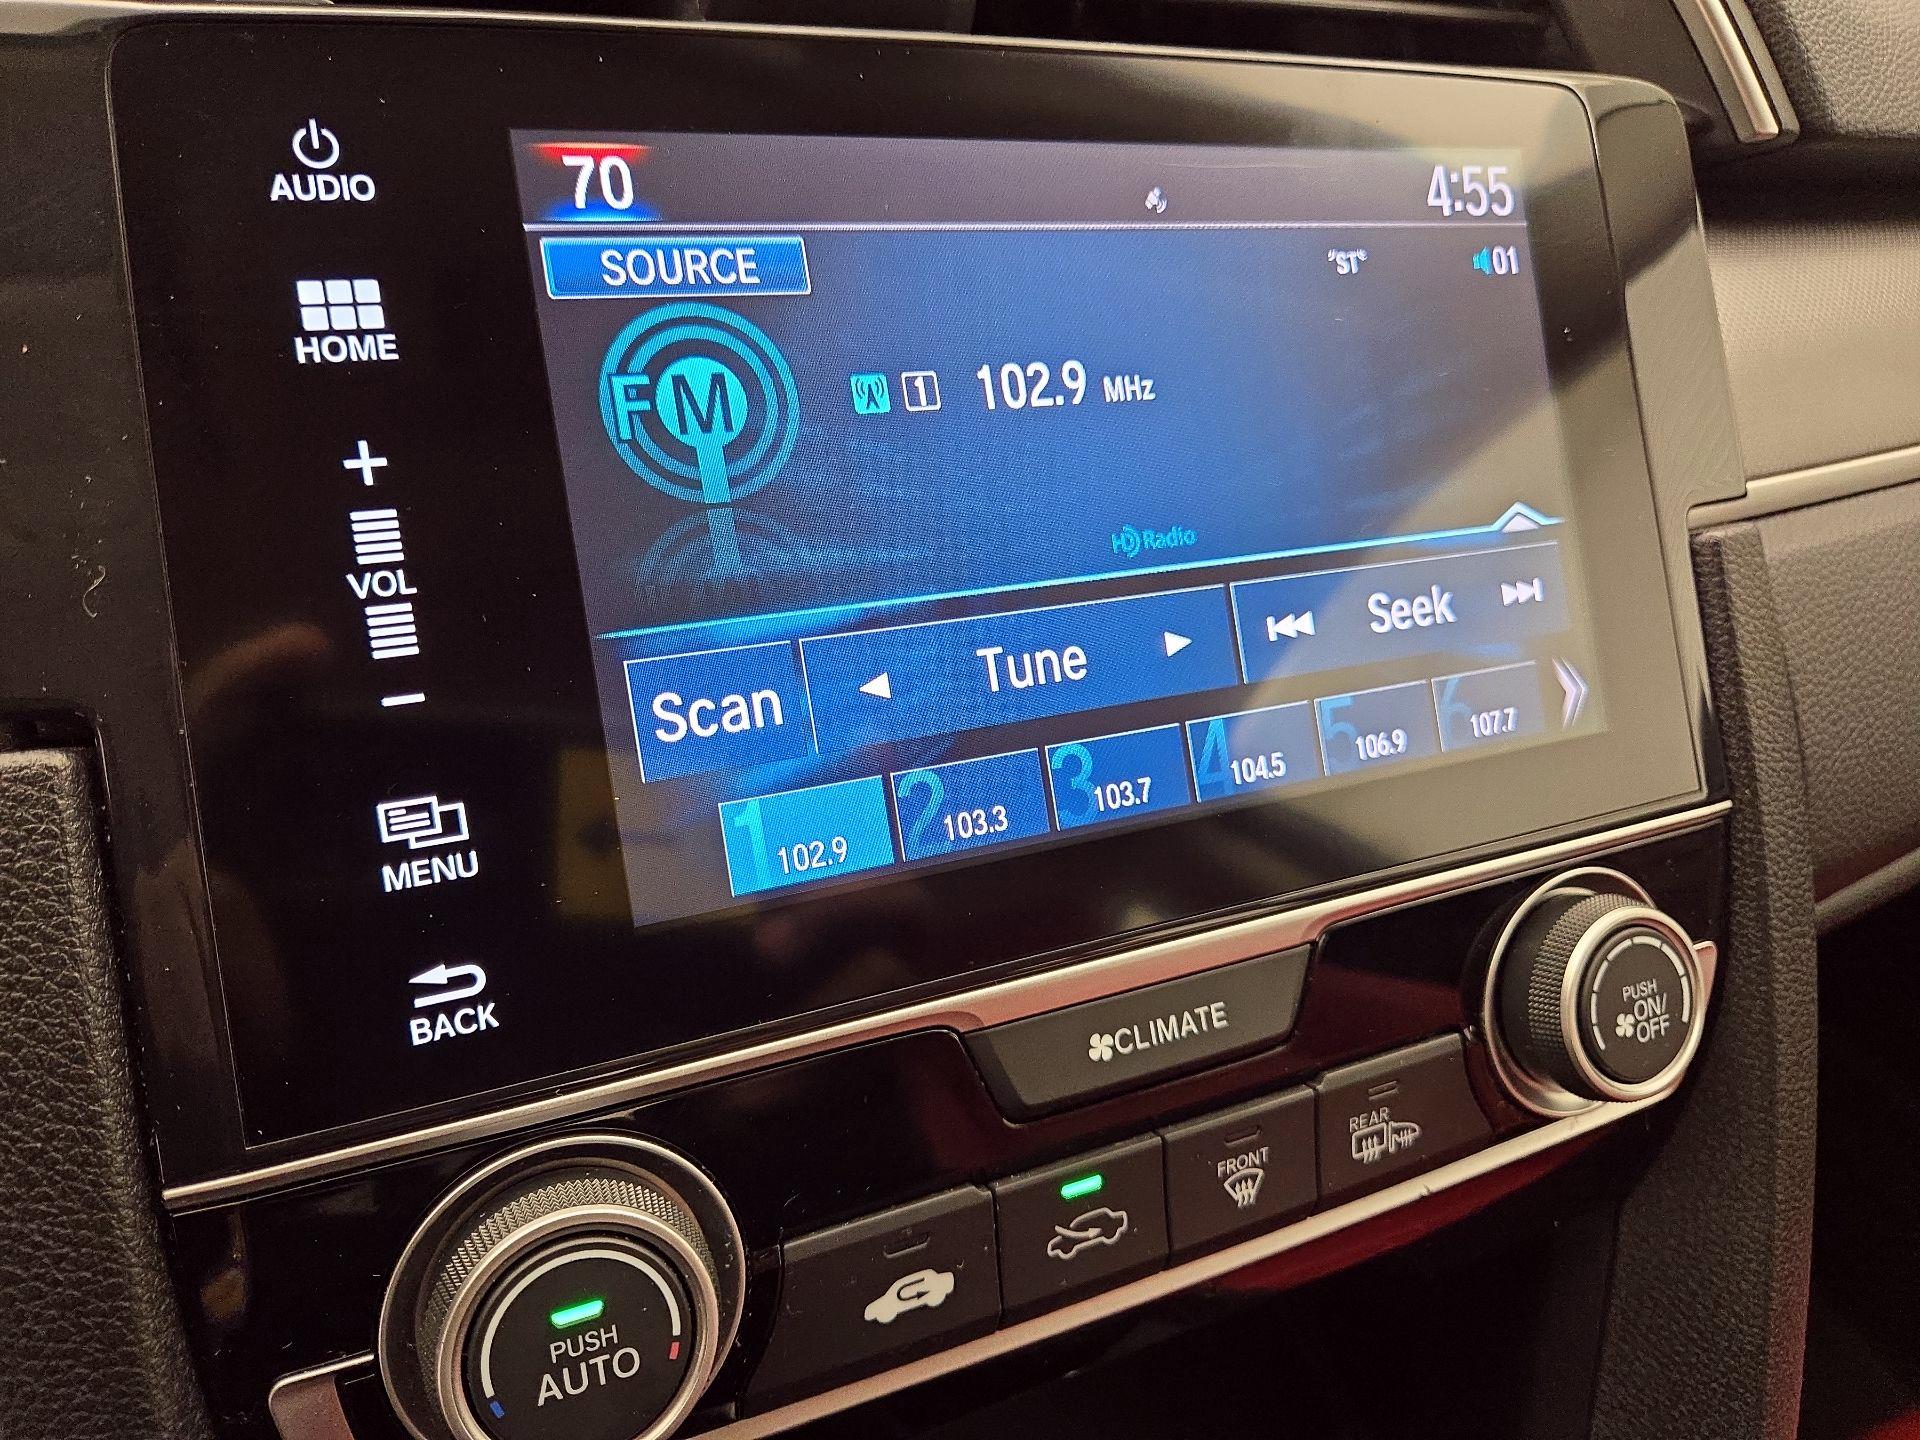 AUDIO
HOME
+
VOL
−
MENU
BACK
70
4:55
SOURCE
"ST"
01
FM
1 102.9 MHz
HD Radio
Scan
Tune
Seek
1 102.9
2 103.3
3 103.7
4 104.5
5 106.9
6 107.7
CLIMATE
PUSH
ON/
OFF
REAR
FRONT
PUSH
AUTO